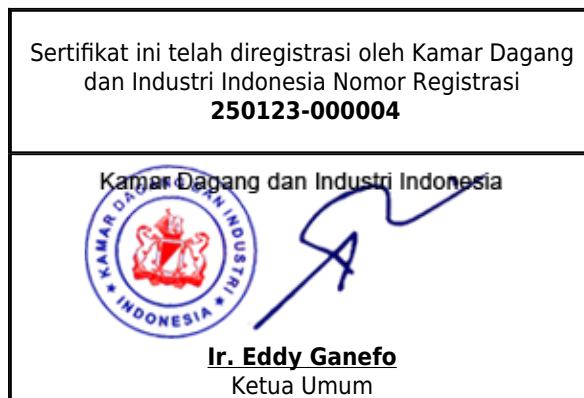 Sertifikat ini telah diregistrasi oleh Kamar Dagang
dan Industri Indonesia Nomor Registrasi
250123-000004
Kamar Dagang dan Industri Indonesia
KAMAR DAGANG DAN INDUSTRI
INDONESIA
Ir. Eddy Ganefo
Ketua Umum